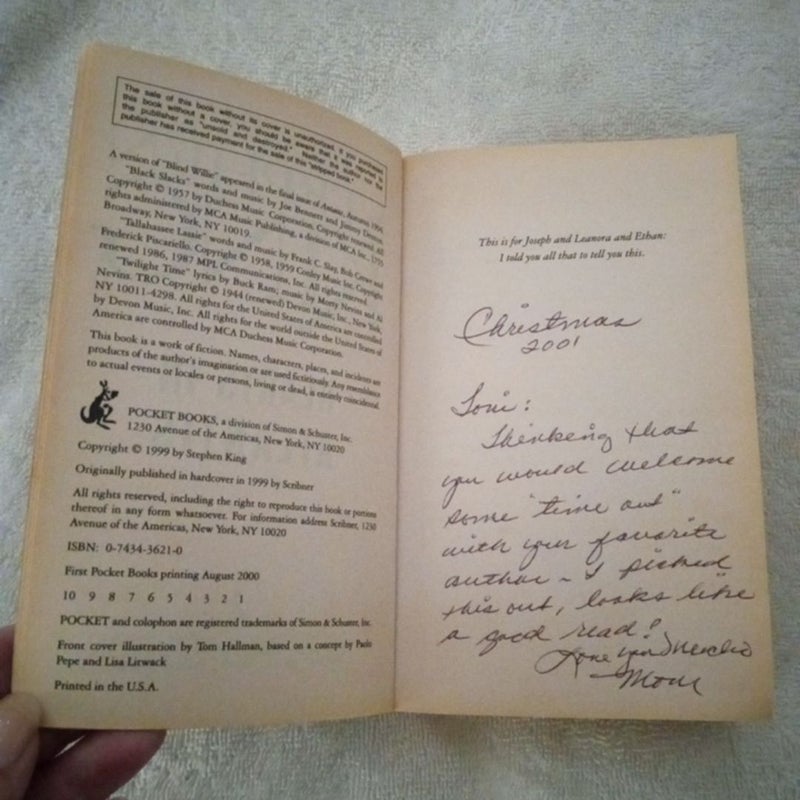 The sale of this book without its cover is unauthorized. If you purchased
this book without a cover, you should be aware that it was reported to
the publisher as "unsold and destroyed." Neither the author nor the
publisher has received payment for the sale of this "stripped book."
A version of "Blind Willie" appeared in the final issue of Antaeus, Autumn 1994.
"Black Slacks" words and music by Joe Bennett and Jimmy Denton.
Copyright © 1957 by Duchess Music Corporation. Copyright renewed. All
rights administered by MCA Music Publishing, a division of MCA Inc., 1755
Broadway, New York, NY 10019.
"Tallahassee Lassie" words and music by Frank C. Slay, Bob Crewe and
Frederick Piscariello. Copyright © 1958, 1959 Conley Music Inc. Copyright
renewed 1986, 1987 MPL Communications, Inc. All rights reserved.
"Twilight Time" lyrics by Buck Ram; music by Morty Nevins and Al
Nevins. TRO Copyright © 1944 (renewed) Devon Music, Inc., New York,
NY 10011-4298. All rights for the United States of America are controlled
by Devon Music, Inc. All rights for the world outside the United States of
America are controlled by MCA Duchess Music Corporation.
This book is a work of fiction. Names, characters, places, and incidents are
products of the author's imagination or are used fictitiously. Any resemblance
to actual events or locales or persons, living or dead, is entirely coincidental.
POCKET BOOKS, a division of Simon & Schuster, Inc.
1230 Avenue of the Americas, New York, NY 10020
Copyright © 1999 by Stephen King
Originally published in hardcover in 1999 by Scribner
All rights reserved, including the right to reproduce this book or portions
thereof in any form whatsoever. For information address Scribner, 1230
Avenue of the Americas, New York, NY 10020
ISBN: 0-7434-3621-0
First Pocket Books printing August 2000
10 9 8 7 6 5 4 3 2 1
POCKET and colophon are registered trademarks of Simon & Schuster, Inc.
Front cover illustration by Tom Hallman, based on a concept by Paolo
Pepe and Lisa Litwack
Printed in the U.S.A.
This is for Joseph and Leanora and Ethan:
I told you all that to tell you this.
Christmas
2001
Toni:
Thinking that
you would welcome
some "time out"
with your favorite
author - I picked
this out, looks like
a good read!
Love you
Mom